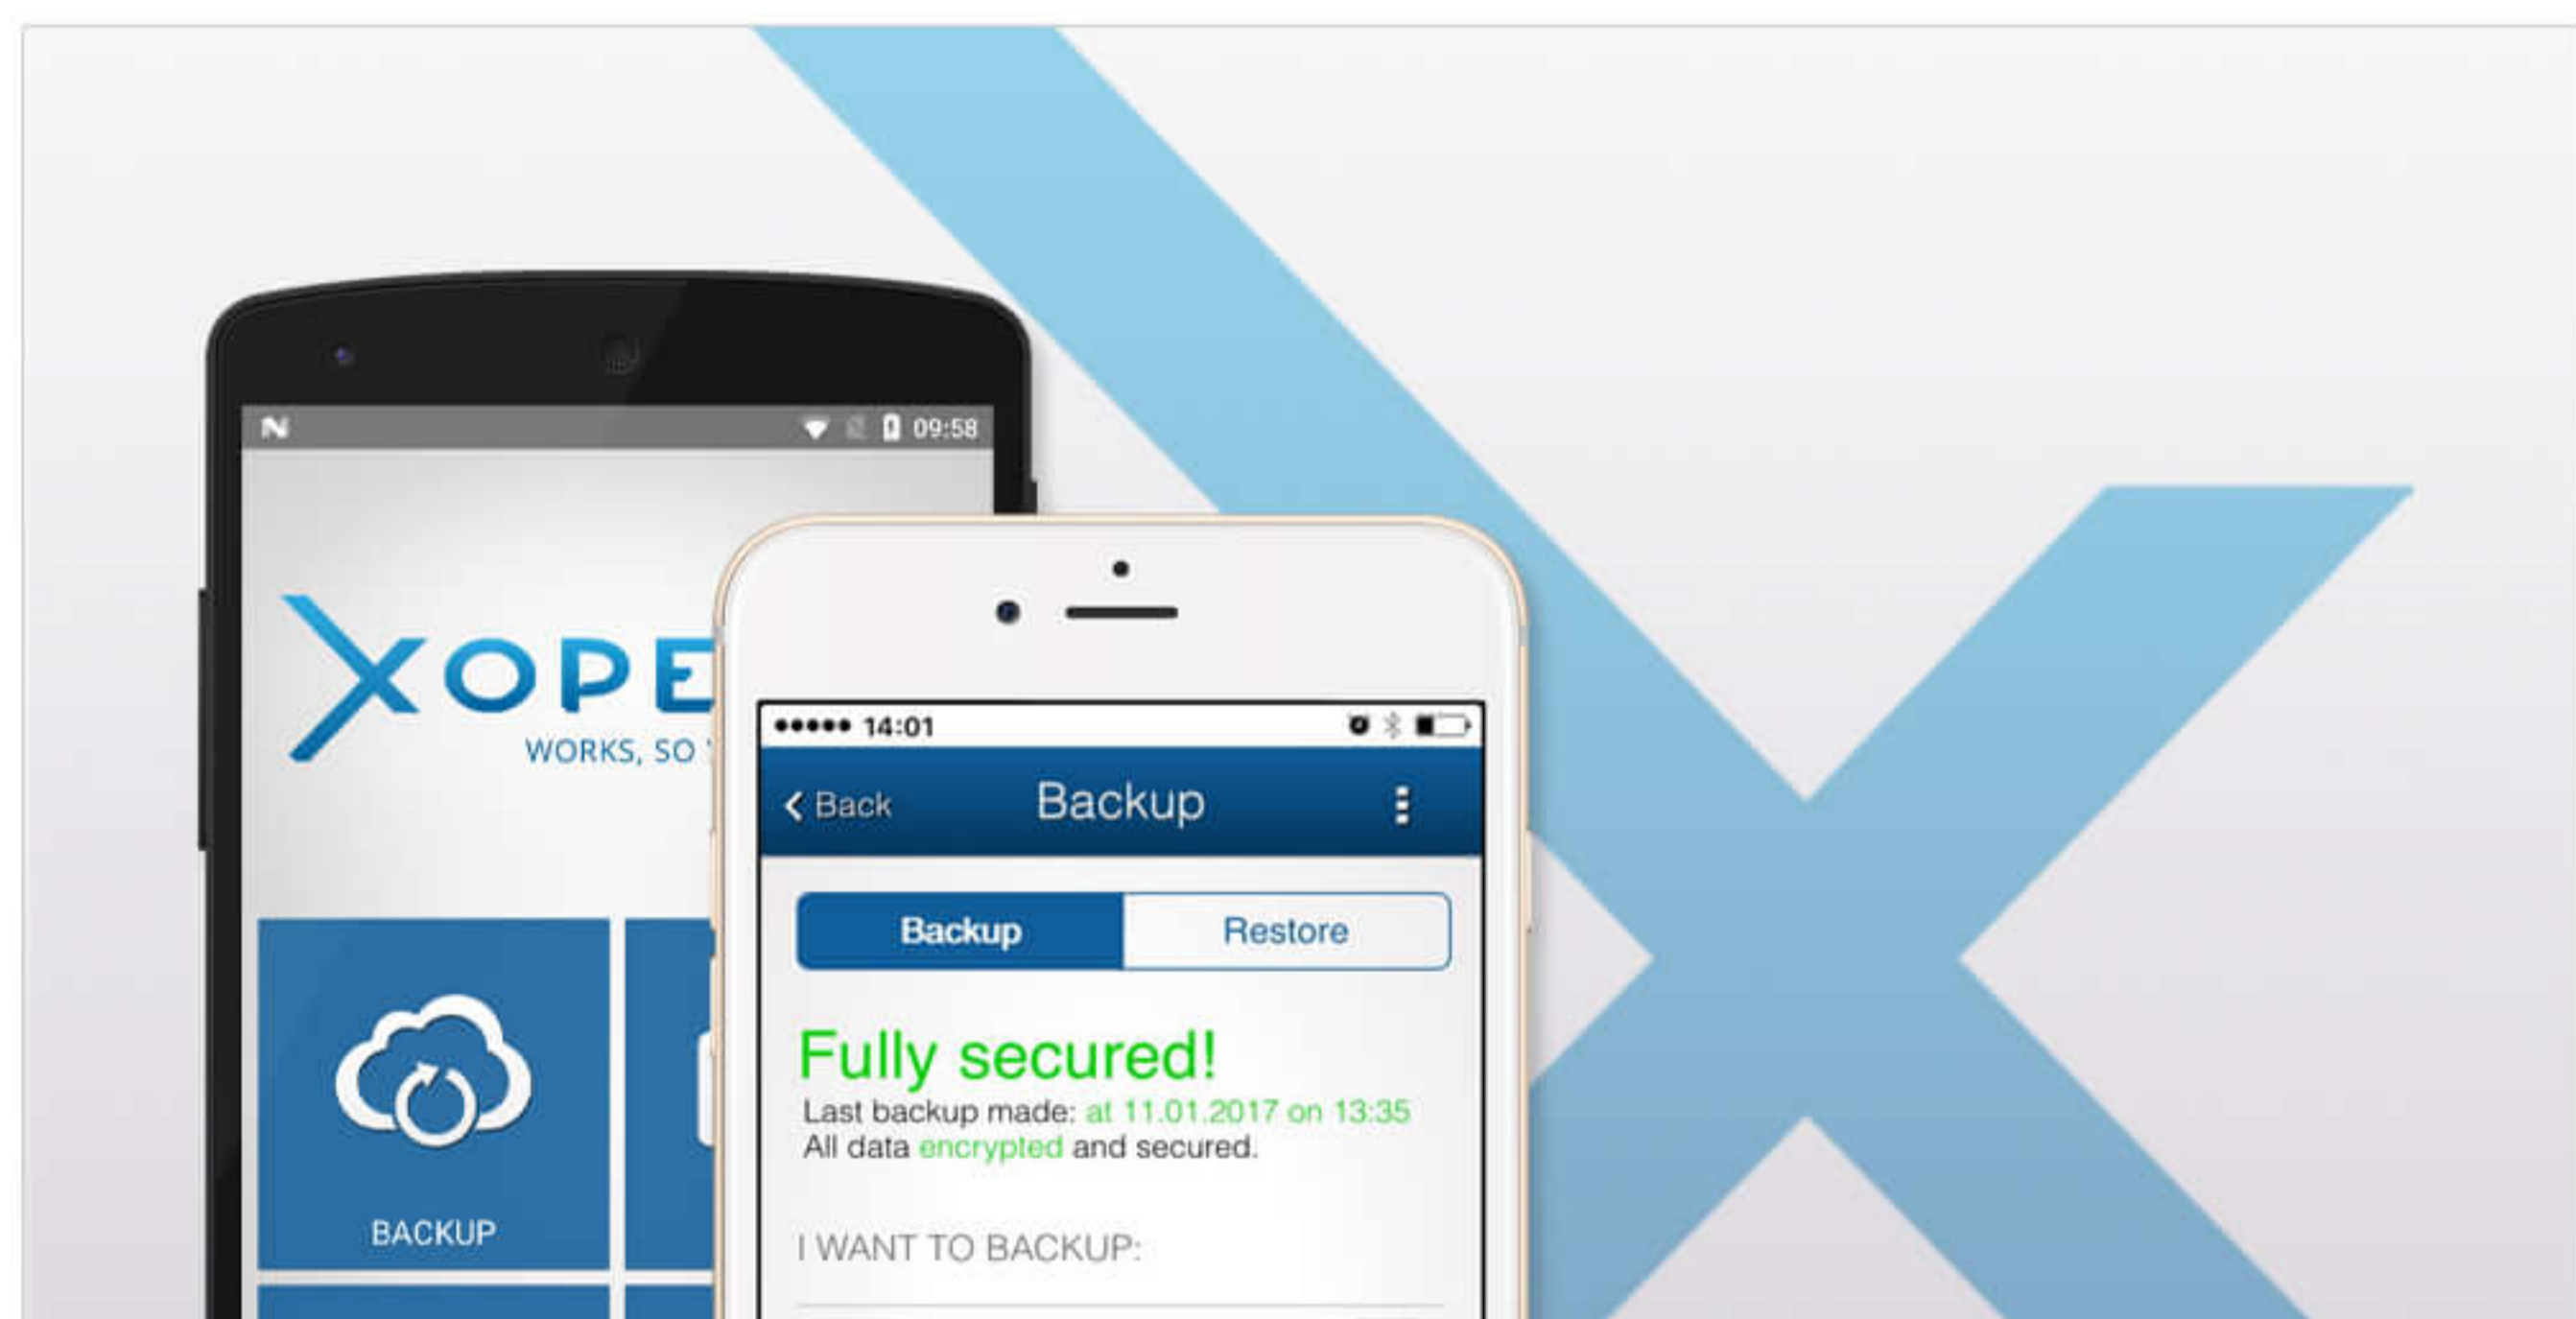 09:58
XOPE
WORKS, SO
BACKUP
14:01
Back Backup
Backup Restore
Fully secured!
Last backup made: at 11.01.2017 on 13:35
All data encrypted and secured.
I WANT TO BACKUP: